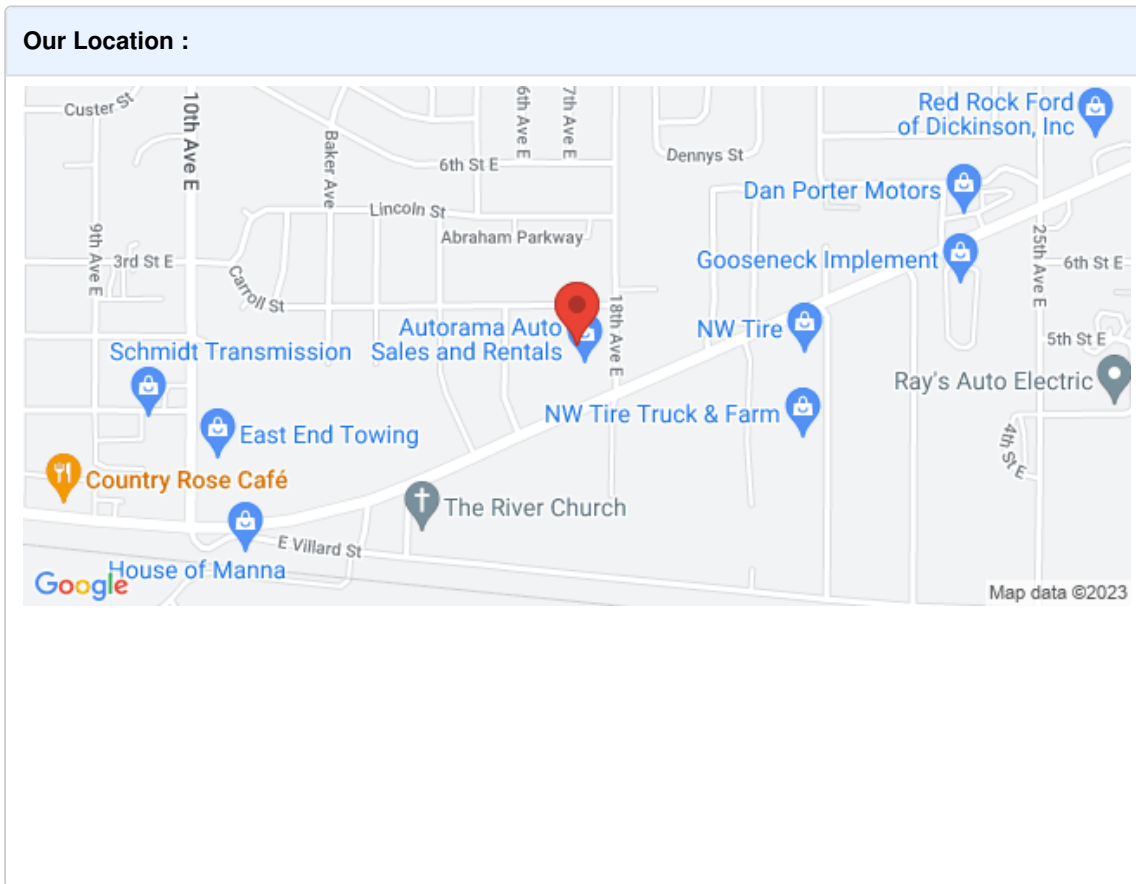 Our Location :
Custer St
10th Ave E
Baker Ave
6th Ave E
7th Ave E
6th St E
Dennys St
Red Rock Ford
of Dickinson, Inc
Dan Porter Motors
Lincoln St
Abraham Parkway
9th Ave E
3rd St E
Carroll St
Gooseneck Implement
25th Ave E
6th St E
18th Ave E
Autorama Auto
Sales and Rentals
NW Tire
5th St E
Schmidt Transmission
Ray's Auto Electric
NW Tire Truck & Farm
East End Towing
4th St E
Country Rose Café
The River Church
E Villard St
House of Manna
Google
Map data ©2023